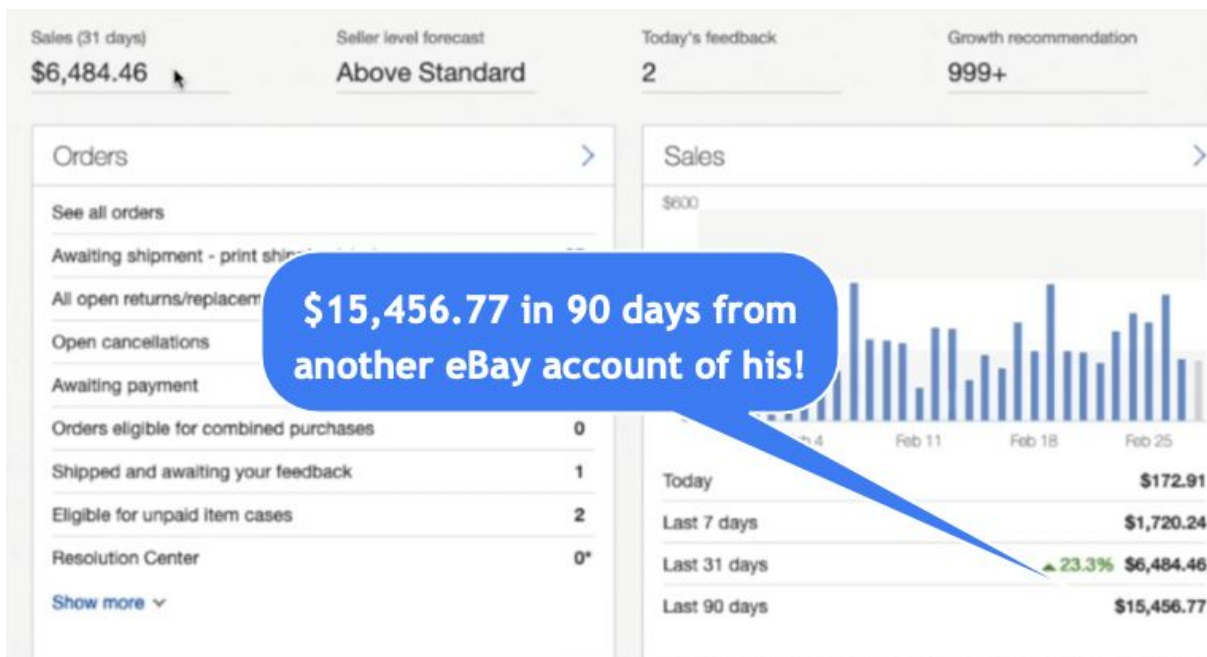 Sales (31 days)
$6,484.46
Seller level forecast
Above Standard
Today's feedback
2
Growth recommendation
999+
Orders
See all orders
Awaiting shipment - print
All open returns/
Open cancellations
Awaiting payment
Orders eligible for combined purchases 0
Shipped and awaiting your feedback 1
Eligible for unpaid item cases 2
Resolution Center 0*
Show more
$15,456.77 in 90 days from
another eBay account of his!
Sales
$600
4 Feb 11 Feb 18 Feb 25
Today $172.91
Last 7 days $1,720.24
Last 31 days ▲ 23.3% $6,484.46
Last 90 days $15,456.77